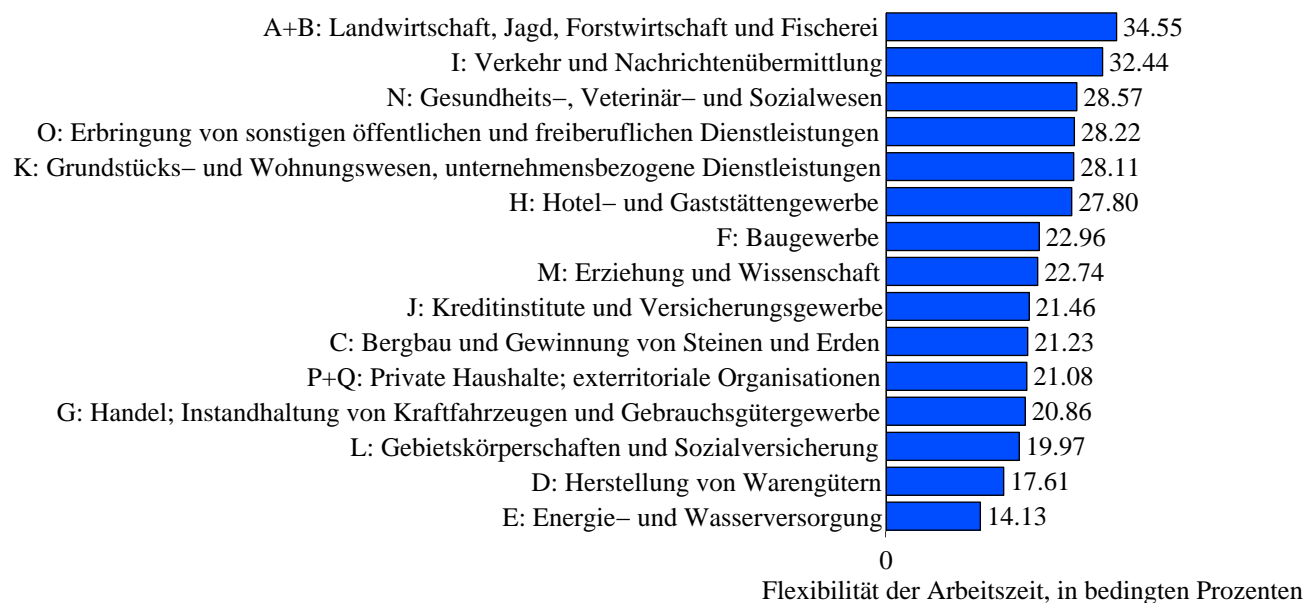 A+B: Landwirtschaft, Jagd, Forstwirtschaft und Fischerei 34.55
I: Verkehr und Nachrichtenübermittlung 32.44
N: Gesundheits−, Veterinär− und Sozialwesen 28.57
O: Erbringung von sonstigen öffentlichen und freiberuflichen Dienstleistungen 28.22
K: Grundstücks− und Wohnungswesen, unternehmensbezogene Dienstleistungen 28.11
H: Hotel− und Gaststättengewerbe 27.80
F: Baugewerbe 22.96
M: Erziehung und Wissenschaft 22.74
J: Kreditinstitute und Versicherungsgewerbe 21.46
C: Bergbau und Gewinnung von Steinen und Erden 21.23
P+Q: Private Haushalte; exterritoriale Organisationen 21.08
G: Handel; Instandhaltung von Kraftfahrzeugen und Gebrauchsgütergewerbe 20.86
L: Gebietskörperschaften und Sozialversicherung 19.97
D: Herstellung von Warengütern 17.61
E: Energie− und Wasserversorgung 14.13
0
Flexibilität der Arbeitszeit, in bedingten Prozenten